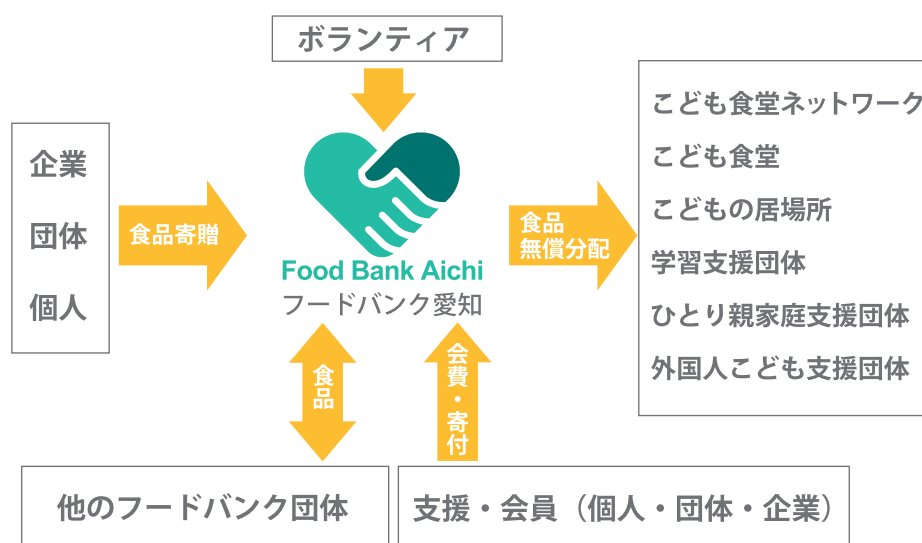 ボランティア
企業
団体
個人
食品寄贈
Food Bank Aichi
フードバンク愛知
食品
無償分配
こども食堂ネットワーク
こども食堂
こどもの居場所
学習支援団体
ひとり親家庭支援団体
外国人こども支援団体
食品
会費・寄付
他のフードバンク団体
支援・会員（個人・団体・企業）